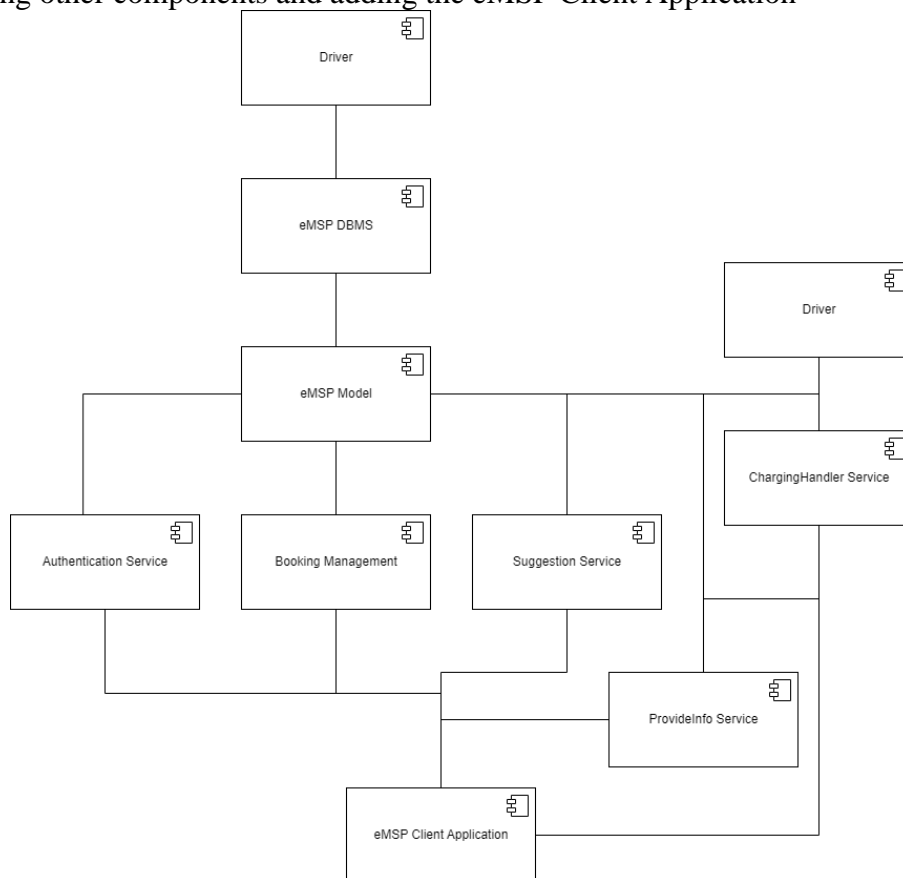 ng other components and adding the eMSP Client Application
Driver
eMSP DBMS
Driver
eMSP Model
ChargingHandler Service
Authentication Service
Booking Management
Suggestion Service
ProvideInfo Service
eMSP Client Application